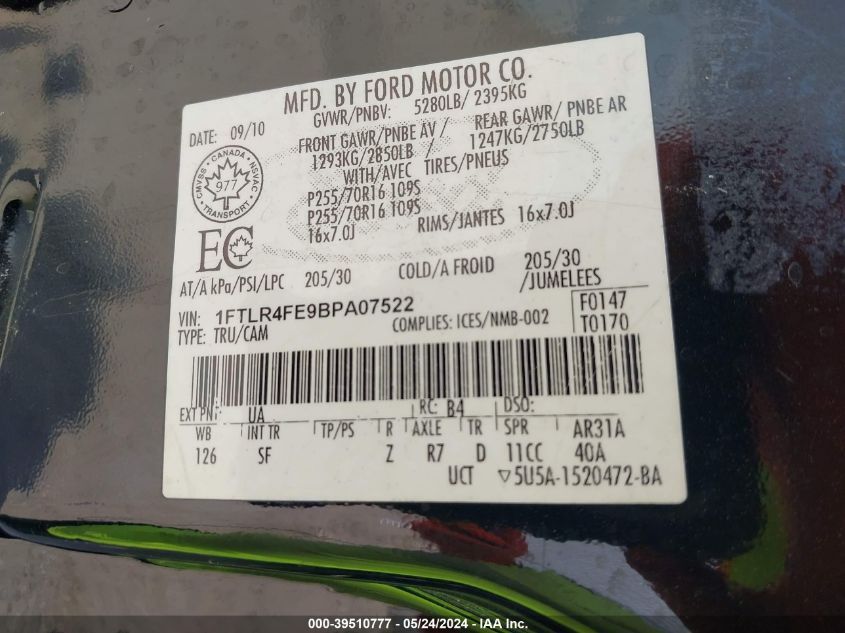 MFD. BY FORD MOTOR CO.
DATE: 09/10
GVWR/PNBV: 5280LB/ 2395KG
FRONT GAWR/PNBE AV / REAR GAWR/ PNBE AR
1293KG/2850LB / 1247KG/2750LB
WITH/AVEC TIRES/PNEUS
P255/70R16 109S
P255/70R16 109S
16x7.0J RIMS/JANTES 16x7.0J
CMVSS • CANADA • NSVAC
977
TRANSPORT
EC
AT/A kPa/PSI/LPC 205/30 COLD/A FROID 205/30
/JUMELEES
VIN: 1FTLR4FE9BPA07522 F0147
TYPE: TRU/CAM COMPLIES: ICES/NMB-002 T0170
EXT PNT: UA RC: B4 DSO:
WB INT TR TP/PS R AXLE TR SPR AR31A
126 SF Z R7 D 11CC 40A
UCT ▽5U5A-1520472-BA
000-39510777 - 05/24/2024 - IAA Inc.